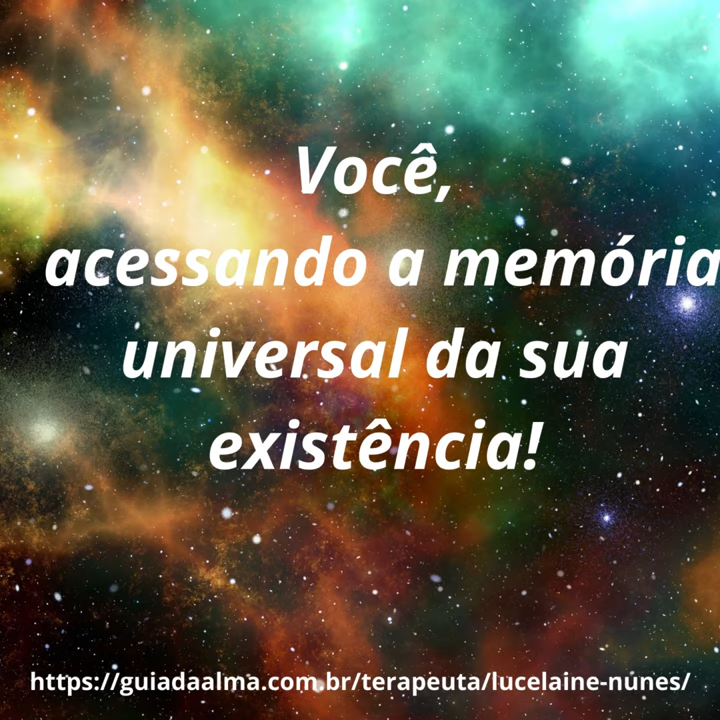 Você,
acessando a memória
universal da sua
existência!
https://guiadaalma.com.br/terapeuta/lucelaine-nunes/